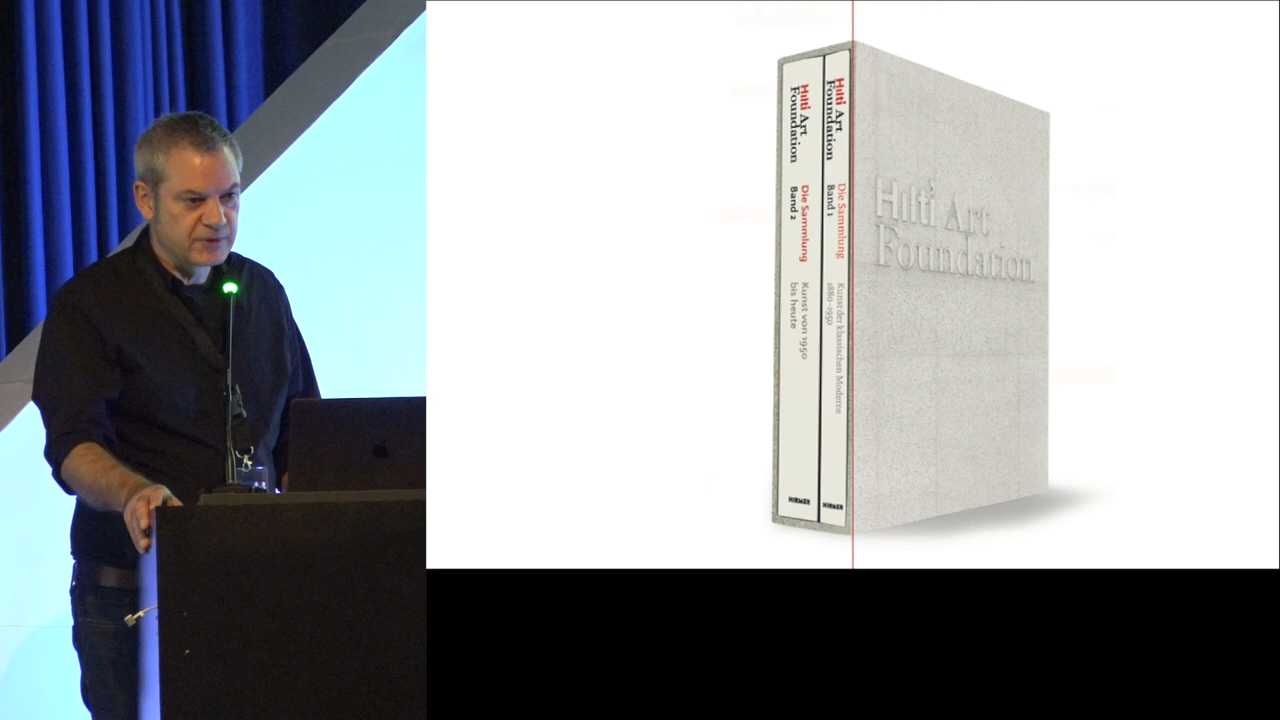 Hilti Art
Foundation
Die Sammlung
Band 2
Kunst von 1950
bis heute
HIRMER
Hilti Art
Foundation
Die Sammlung
Band 1
Kunst der klassischen Moderne
1880–1950
HIRMER
Hilti Art
Foundation